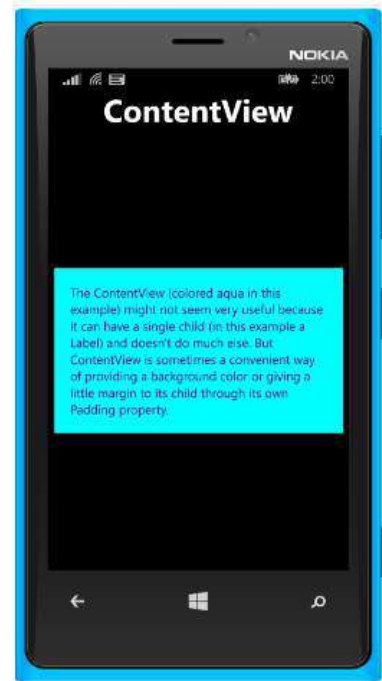 NOKIA
2:00
ContentView
The ContentView (colored aqua in this
example) might not seem very useful because
it can have a single child (in this example a
Label) and doesn't do much else. But
ContentView is sometimes a convenient way
of providing a background color or giving a
little margin to its child through its own
Padding property.